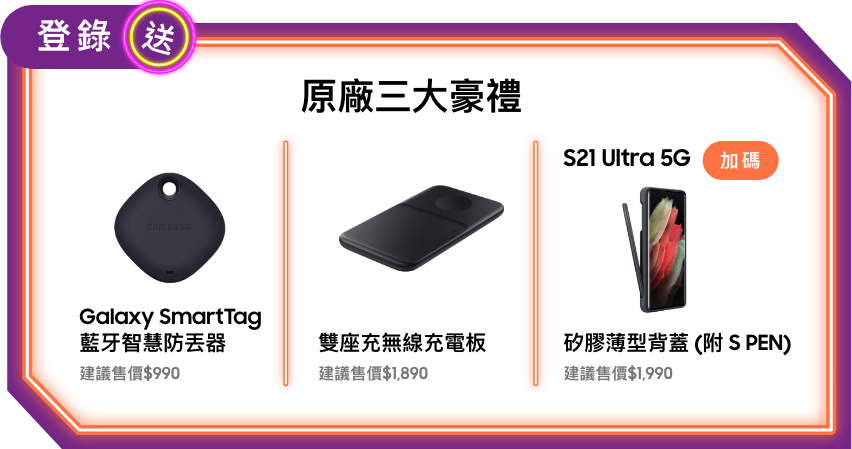 登錄 送
原廠三大豪禮
SAMSUNG
Galaxy SmartTag
藍牙智慧防丟器
建議售價$990
雙座充無線充電板
建議售價$1,890
S21 Ultra 5G 加碼
矽膠薄型背蓋 (附 S PEN)
建議售價$1,990